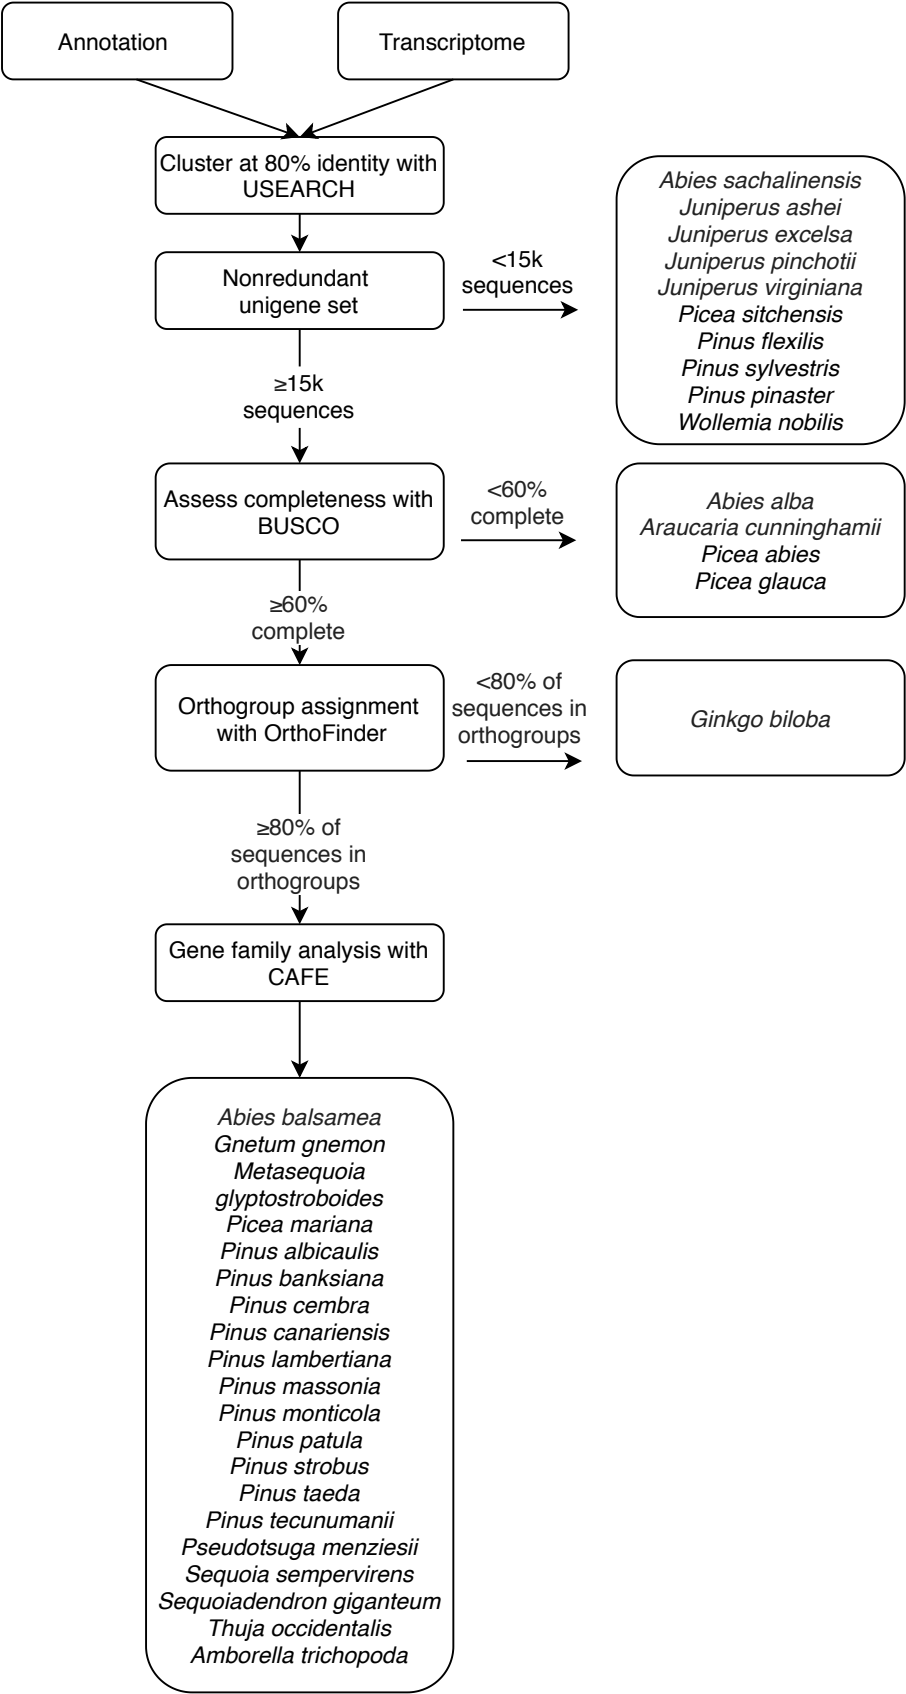 Annotation
Transcriptome
Cluster at 80% identity with
USEARCH
Nonredundant
unigene set
<15k
sequences
Abies sachalinensis
Juniperus ashei
Juniperus excelsa
Juniperus pinchotii
Juniperus virginiana
Picea sitchensis
Pinus flexilis
Pinus sylvestris
Pinus pinaster
Wollemia nobilis
≥15k
sequences
Assess completeness with
BUSCO
<60%
complete
Abies alba
Araucaria cunninghamii
Picea abies
Picea glauca
≥60%
complete
Orthogroup assignment
with OrthoFinder
<80% of
sequences in
orthogroups
Ginkgo biloba
≥80% of
sequences in
orthogroups
Gene family analysis with
CAFE
Abies balsamea
Gnetum gnemon
Metasequoia
glyptostroboides
Picea mariana
Pinus albicaulis
Pinus banksiana
Pinus cembra
Pinus canariensis
Pinus lambertiana
Pinus massonia
Pinus monticola
Pinus patula
Pinus strobus
Pinus taeda
Pinus tecunumanii
Pseudotsuga menziesii
Sequoia sempervirens
Sequoiadendron giganteum
Thuja occidentalis
Amborella trichopoda